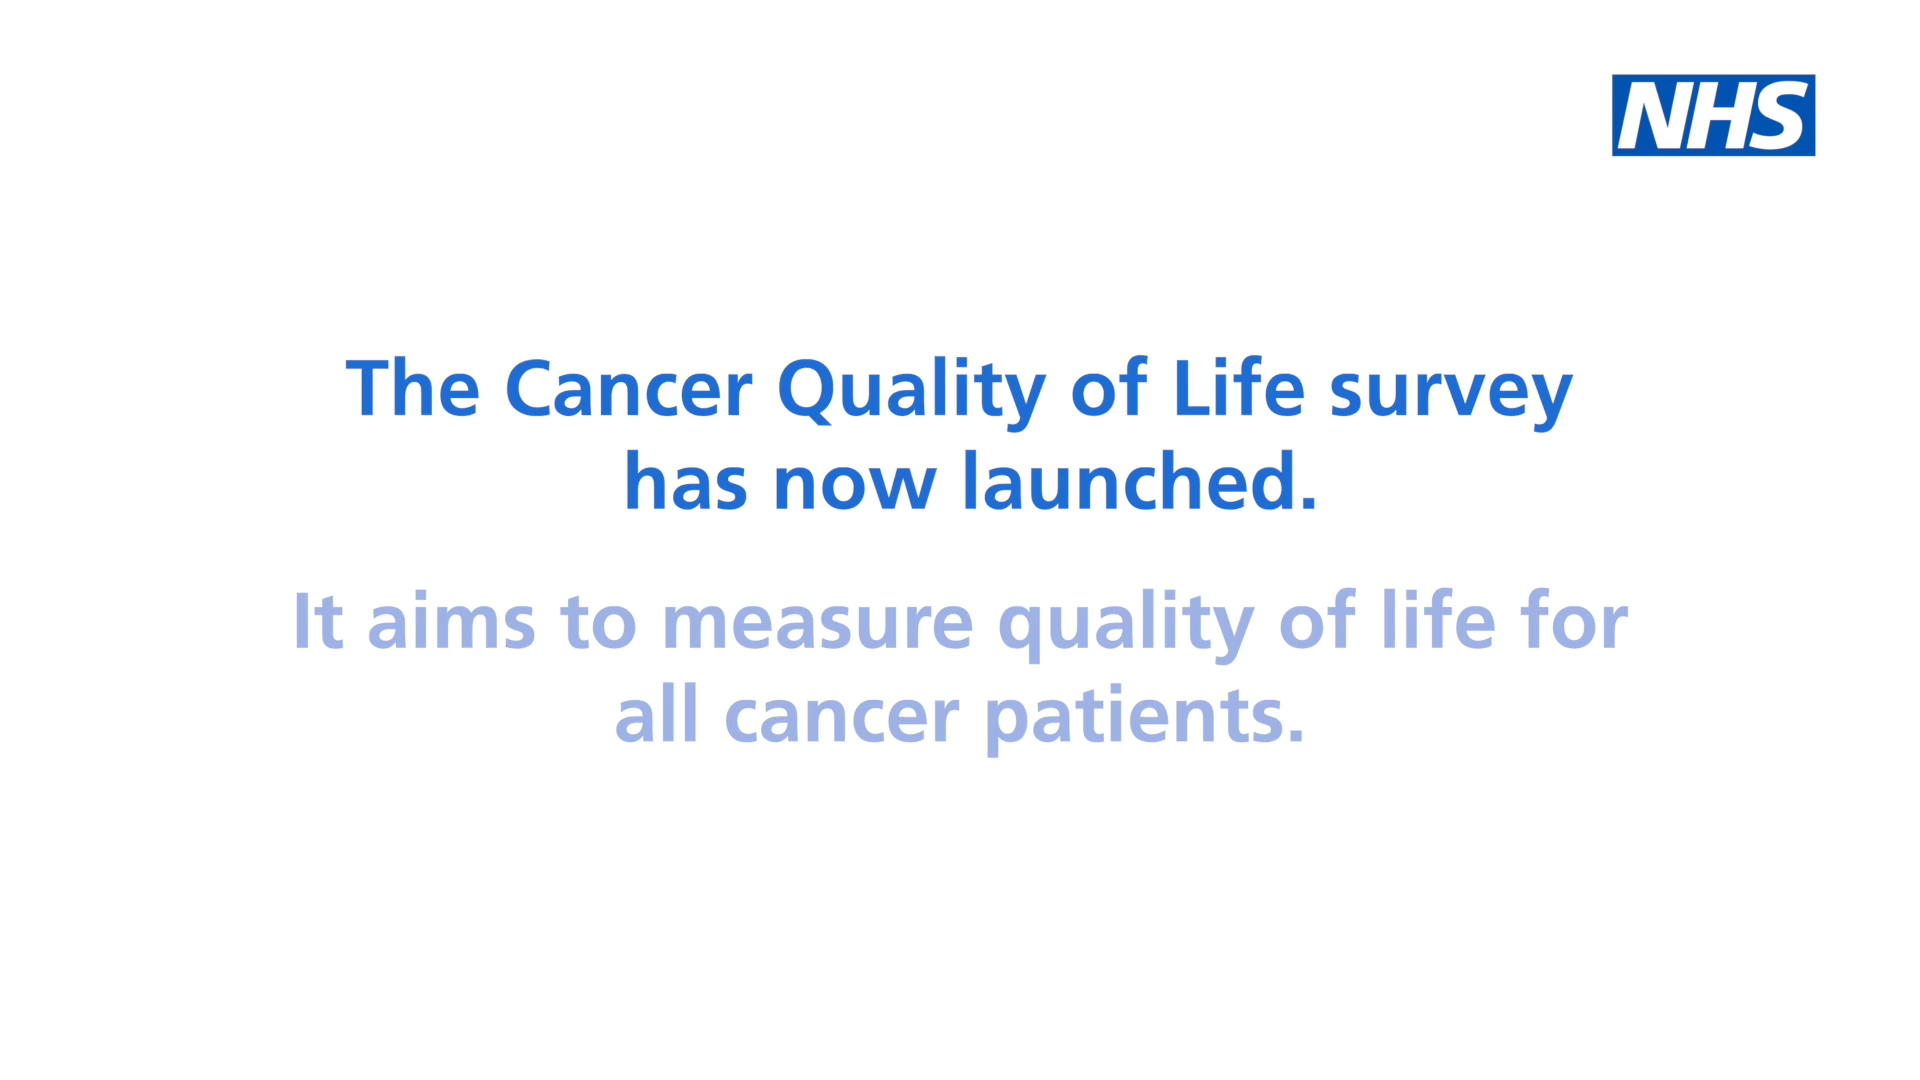 NHS
The Cancer Quality of Life survey
has now launched.
It aims to measure quality of life for
all cancer patients.